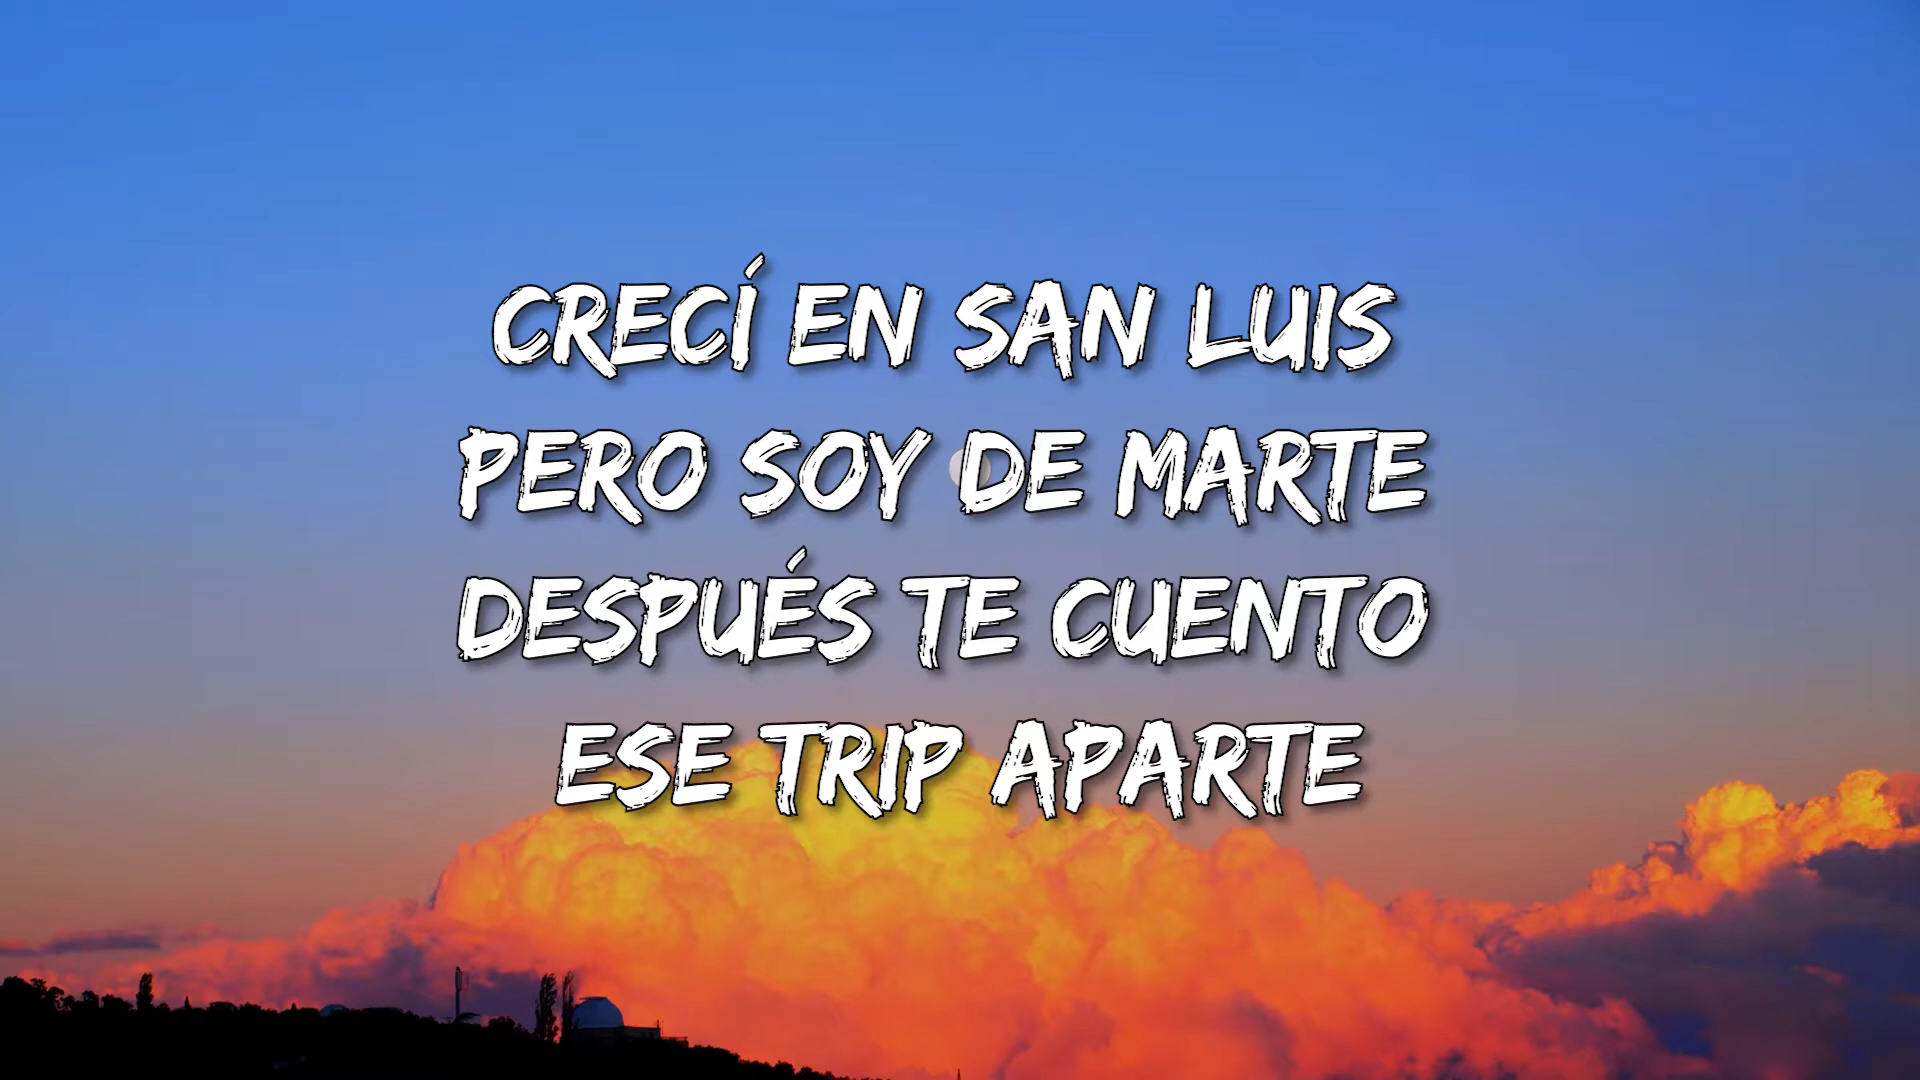 CRECÍ EN SAN LUIS
PERO SOY DE MARTE
DESPUÉS TE CUENTO
ESE TRIP APARTE